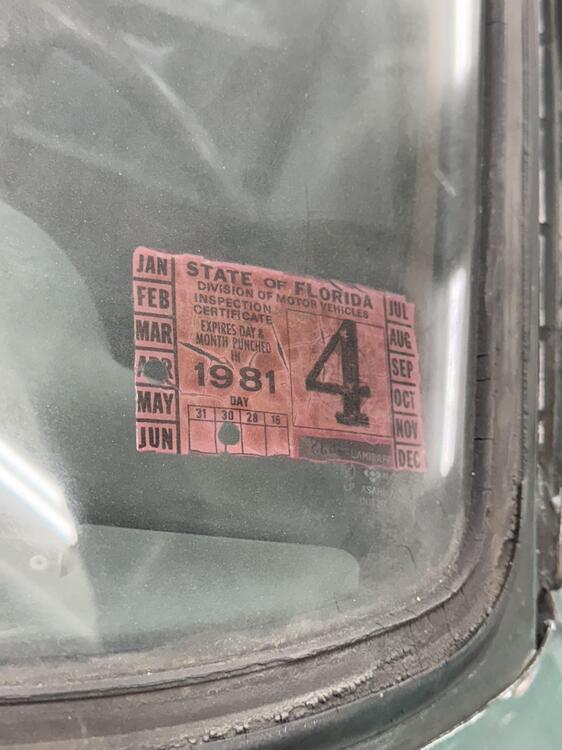 JAN
FEB
MAR
APR
MAY
JUN
STATE OF FLORIDA
DIVISION OF MOTOR VEHICLES
INSPECTION
CERTIFICATE
EXPIRES DAY &
MONTH PUNCHED
IN
1981
DAY
31 30 28 16
4
JUL
AUG
SEP
OCT
NOV
DEC
ASAHI